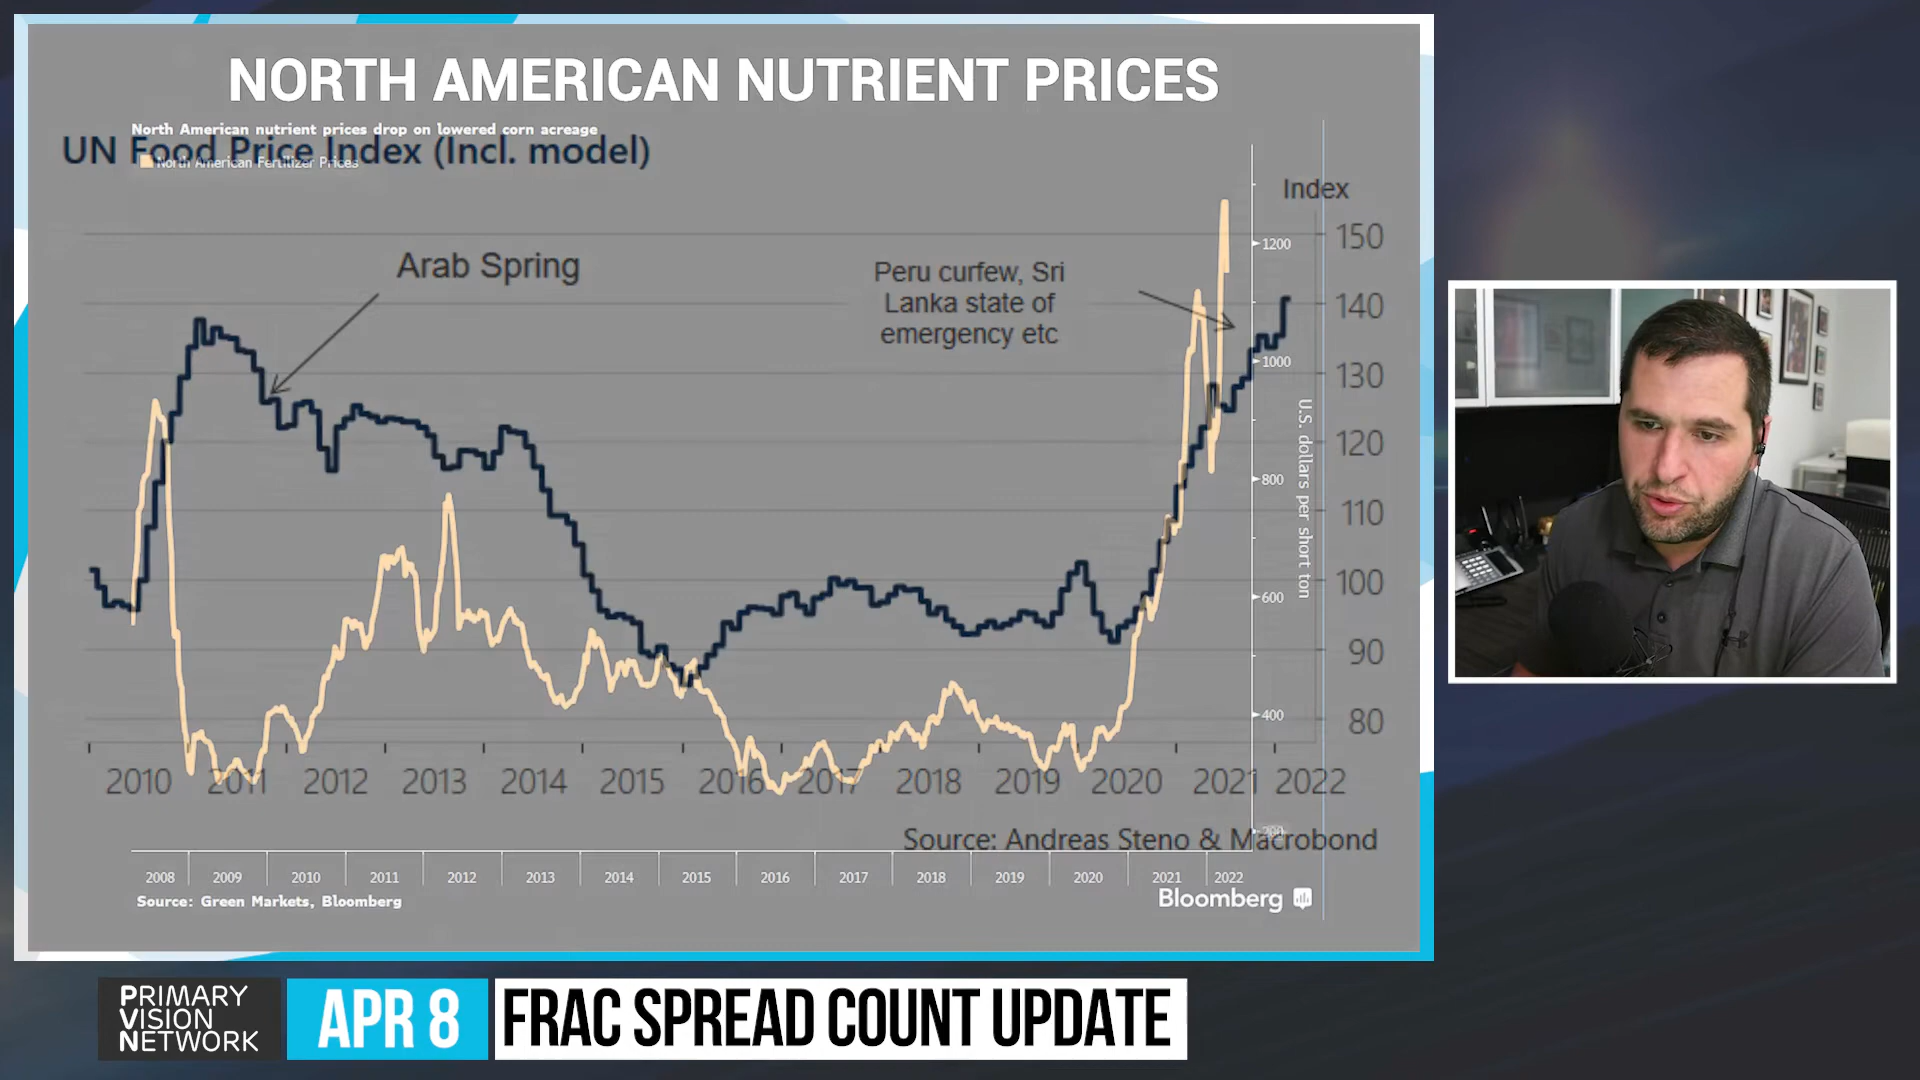 NORTH AMERICAN NUTRIENT PRICES
North American nutrient prices drop on lowered corn acreage
UN Food Price Index (Incl. model)
North American Fertilizer Prices
Index
Arab Spring
Peru curfew, Sri
Lanka state of
emergency etc
150
140
130
120
110
100
90
80
1200
1000
800
600
400
200
U.S. dollars per short ton
2010 2011 2012 2013 2014 2015 2016 2017 2018 2019 2020 2021 2022
Source: Andreas Steno & Macrobond
2008 2009 2010 2011 2012 2013 2014 2015 2016 2017 2018 2019 2020 2021 2022
Source: Green Markets, Bloomberg
Bloomberg
PRIMARY
VISION
NETWORK
APR 8
FRAC SPREAD COUNT UPDATE